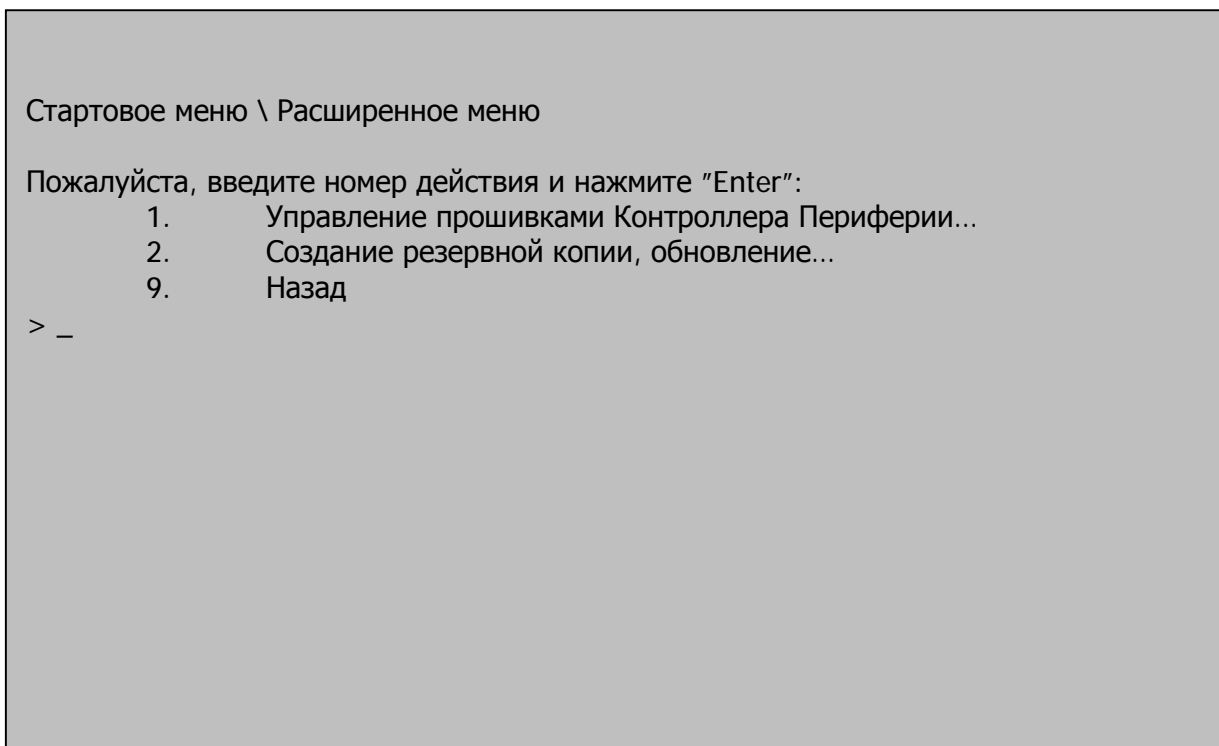 Стартовое меню \ Расширенное меню
Пожалуйста, введите номер действия и нажмите "Enter":
1. Управление прошивками Контроллера Периферии...
2. Создание резервной копии, обновление...
9. Назад
> _